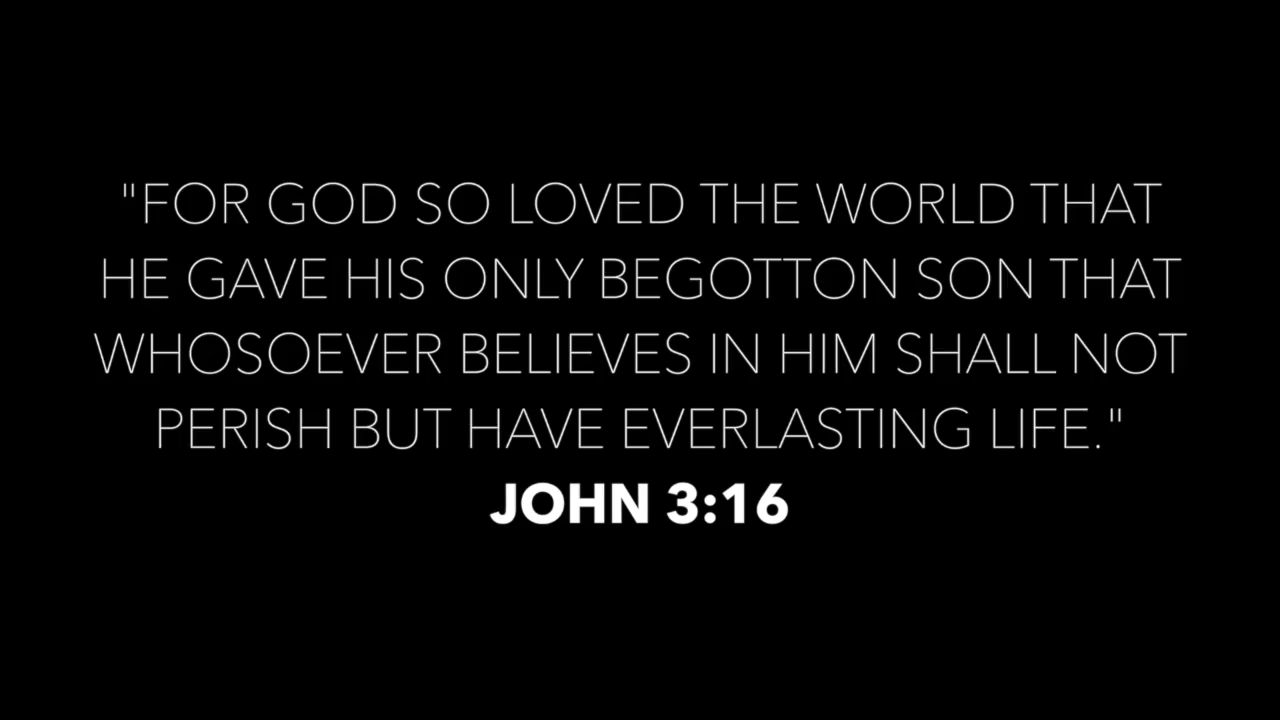 "FOR GOD SO LOVED THE WORLD THAT
HE GAVE HIS ONLY BEGOTTON SON THAT
WHOSOEVER BELIEVES IN HIM SHALL NOT
PERISH BUT HAVE EVERLASTING LIFE."
JOHN 3:16